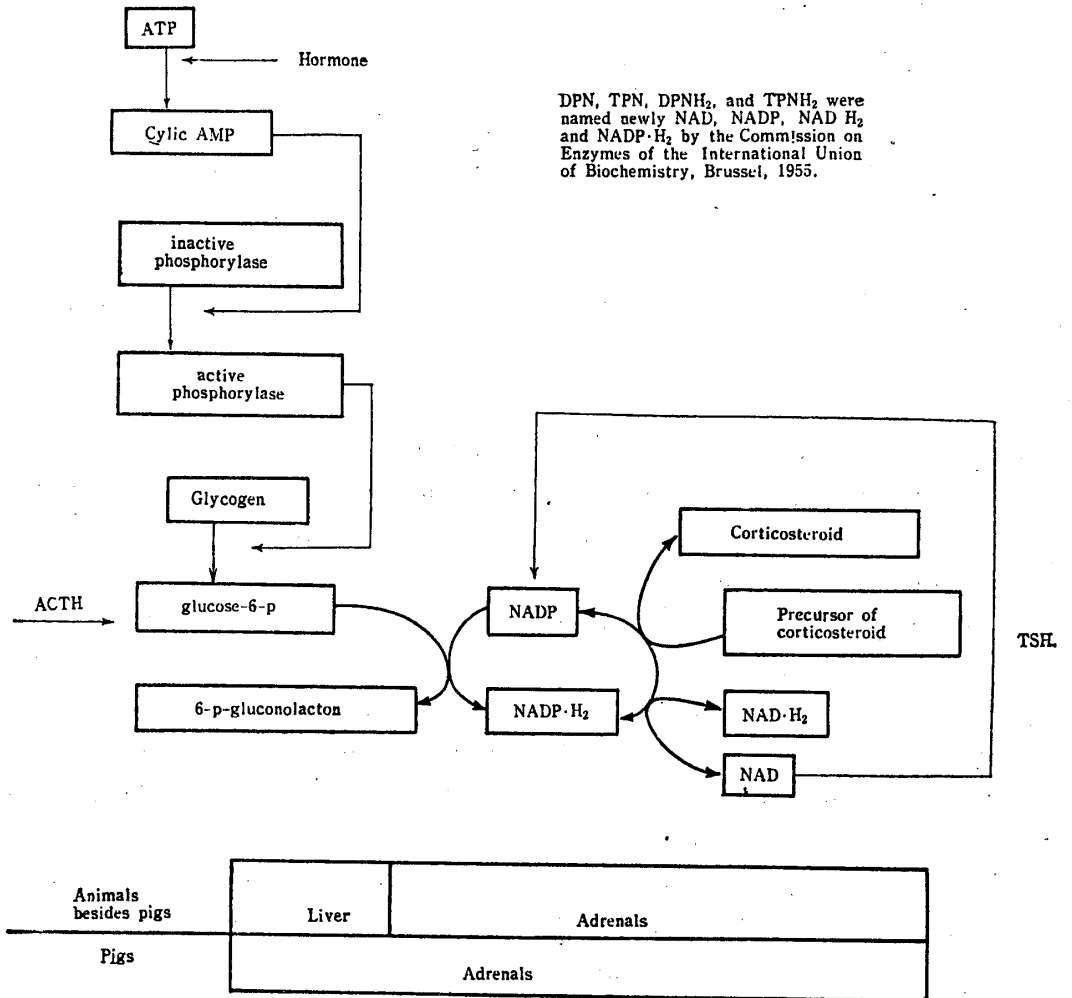 ATP
Hormone
Cylic AMP
DPN, TPN, DPNH₂, and TPNH₂ were
named newly NAD, NADP, NAD H₂
and NADP·H₂ by the Commission on
Enzymes of the International Union
of Biochemistry, Brussel, 1955.
inactive
phosphorylase
active
phosphorylase
Glycogen
Corticosteroid
ACTH
glucose-6-p
NADP
Precursor of
corticosteroid
TSH.
6-p-gluconolacton
NADP·H₂
NAD·H₂
NAD
Animals
besides pigs
Liver
Adrenals
Pigs
Adrenals